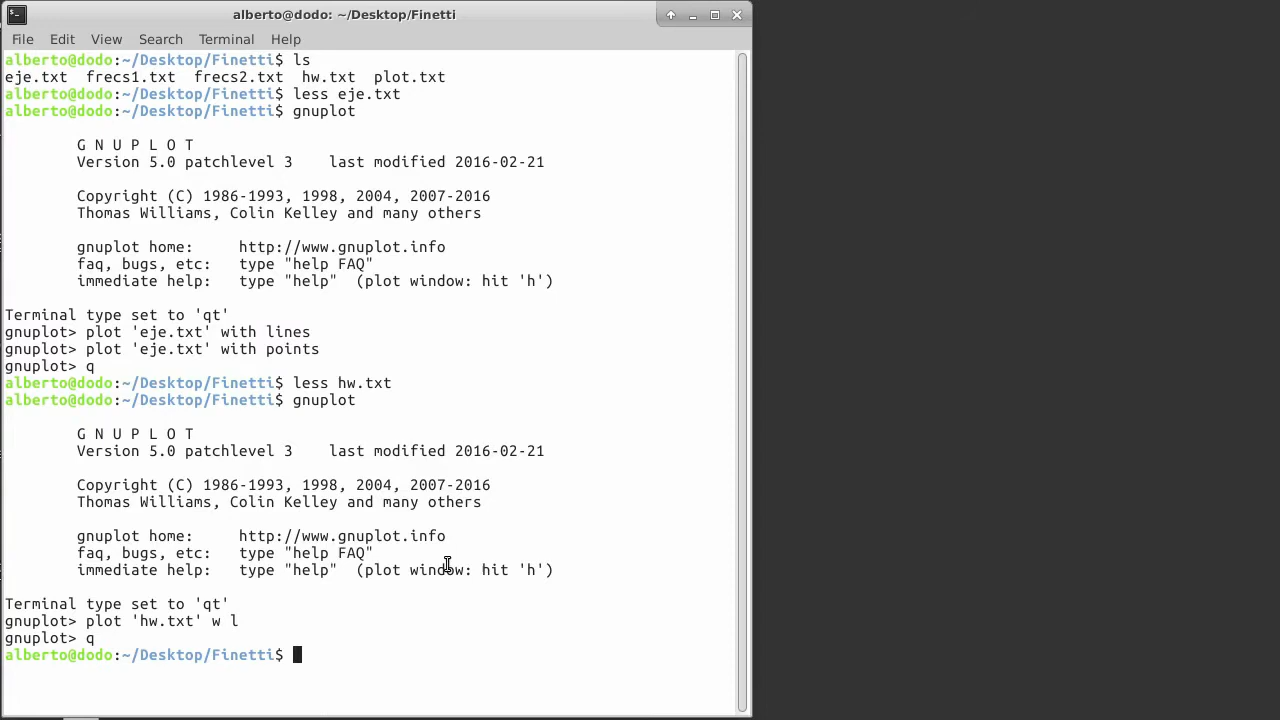 alberto@dodo: ~/Desktop/Finetti
File Edit View Search Terminal Help
alberto@dodo:~/Desktop/Finetti$ ls
eje.txt  frecs1.txt  frecs2.txt  hw.txt  plot.txt
alberto@dodo:~/Desktop/Finetti$ less eje.txt
alberto@dodo:~/Desktop/Finetti$ gnuplot
G N U P L O T
Version 5.0 patchlevel 3    last modified 2016-02-21
Copyright (C) 1986-1993, 1998, 2004, 2007-2016
Thomas Williams, Colin Kelley and many others
gnuplot home:     http://www.gnuplot.info
faq, bugs, etc:   type "help FAQ"
immediate help:   type "help"  (plot window: hit 'h')
Terminal type set to 'qt'
gnuplot> plot 'eje.txt' with lines
gnuplot> plot 'eje.txt' with points
gnuplot> q
alberto@dodo:~/Desktop/Finetti$ less hw.txt
alberto@dodo:~/Desktop/Finetti$ gnuplot
G N U P L O T
Version 5.0 patchlevel 3    last modified 2016-02-21
Copyright (C) 1986-1993, 1998, 2004, 2007-2016
Thomas Williams, Colin Kelley and many others
gnuplot home:     http://www.gnuplot.info
faq, bugs, etc:   type "help FAQ"
immediate help:   type "help"  (plot window: hit 'h')
Terminal type set to 'qt'
gnuplot> plot 'hw.txt' w l
gnuplot> q
alberto@dodo:~/Desktop/Finetti$